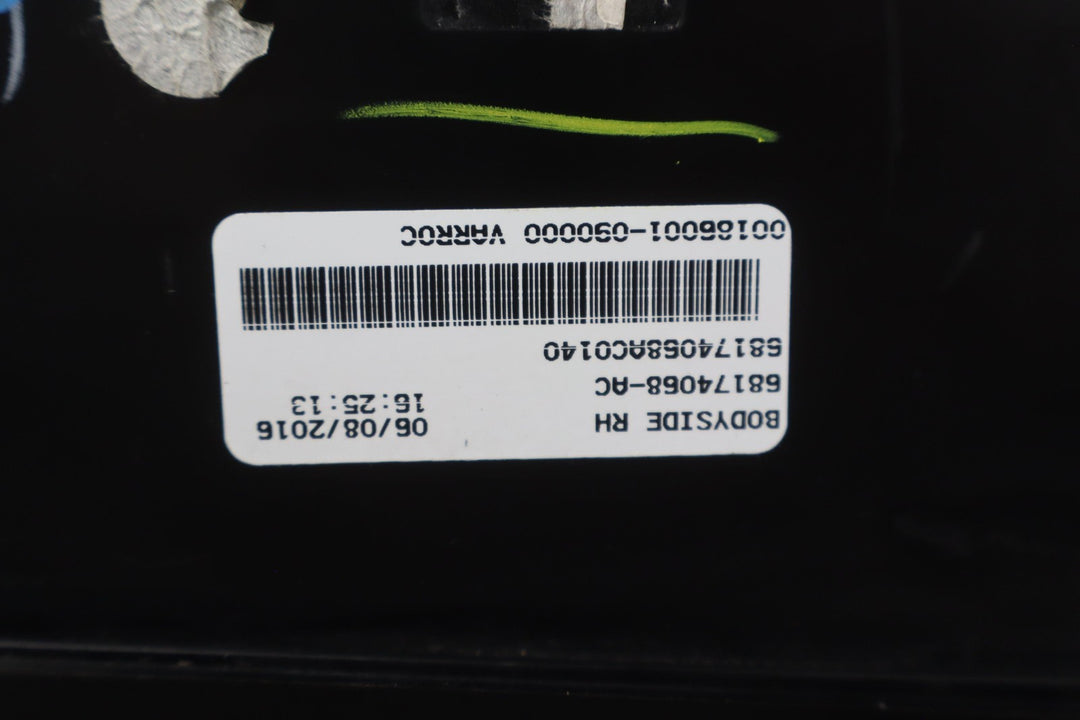 BODYSIDE RH
06/08/2016
68174068-AC
16:25:13
68174068AC0140
00186001-090000 VARROC